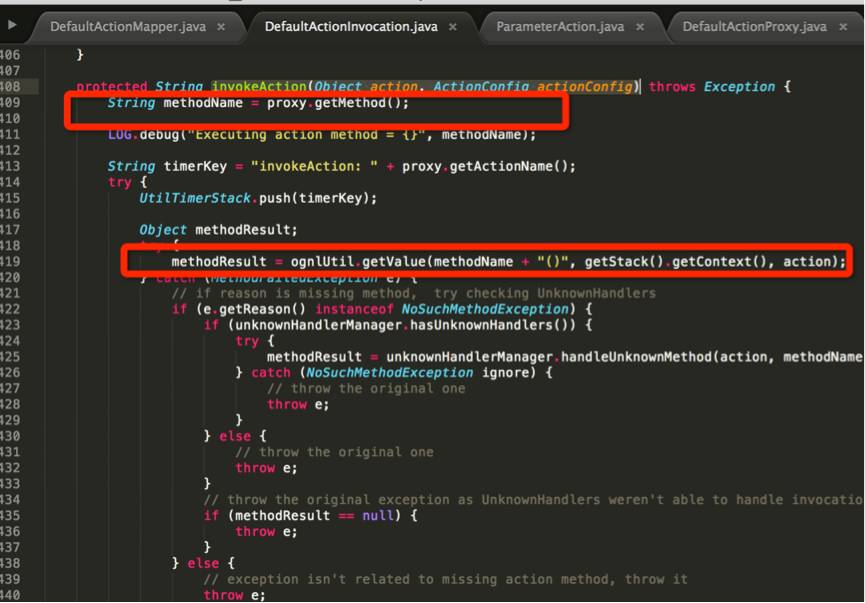 DefaultActionMapper.java ×
DefaultActionInvocation.java ×
ParameterAction.java ×
DefaultActionProxy.java ×
406 }
407
408 protected String invokeAction(Object action, ActionConfig actionConfig) throws Exception {
409 String methodName = proxy.getMethod();
410
411 LOG.debug("Executing action method = {}", methodName);
412
413 String timerKey = "invokeAction: " + proxy.getActionName();
414 try {
415 UtilTimerStack.push(timerKey);
416
417 Object methodResult;
418 try {
419 methodResult = ognlUtil.getValue(methodName + "()", getStack().getContext(), action);
420 } catch (MethodFailedException e) {
421 // if reason is missing method,  try checking UnknownHandlers
422 if (e.getReason() instanceof NoSuchMethodException) {
423 if (unknownHandlerManager.hasUnknownHandlers()) {
424 try {
425 methodResult = unknownHandlerManager.handleUnknownMethod(action, methodName
426 } catch (NoSuchMethodException ignore) {
427 // throw the original one
428 throw e;
429 }
430 } else {
431 // throw the original one
432 throw e;
433 }
434 // throw the original exception as UnknownHandlers weren't able to handle invocatio
435 if (methodResult == null) {
436 throw e;
437 }
438 } else {
439 // exception isn't related to missing action method, throw it
440 throw e;